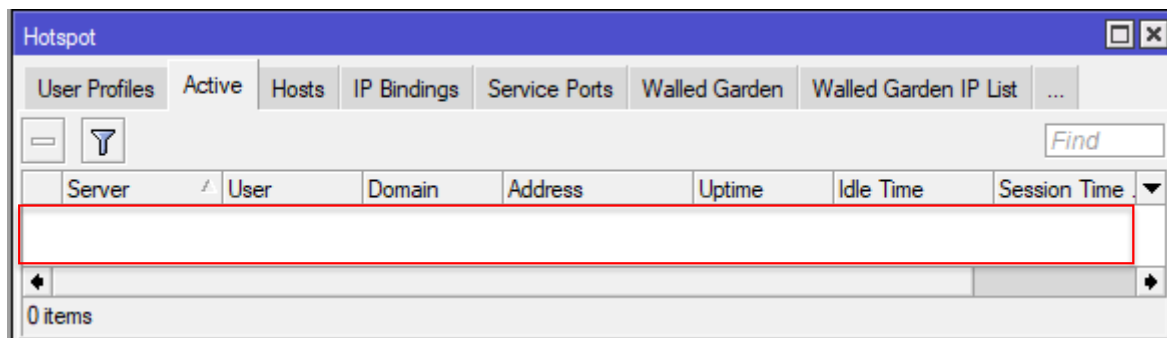 Hotspot
User Profiles Active Hosts IP Bindings Service Ports Walled Garden Walled Garden IP List ...
Find
Server User Domain Address Uptime Idle Time Session Time .
0 items